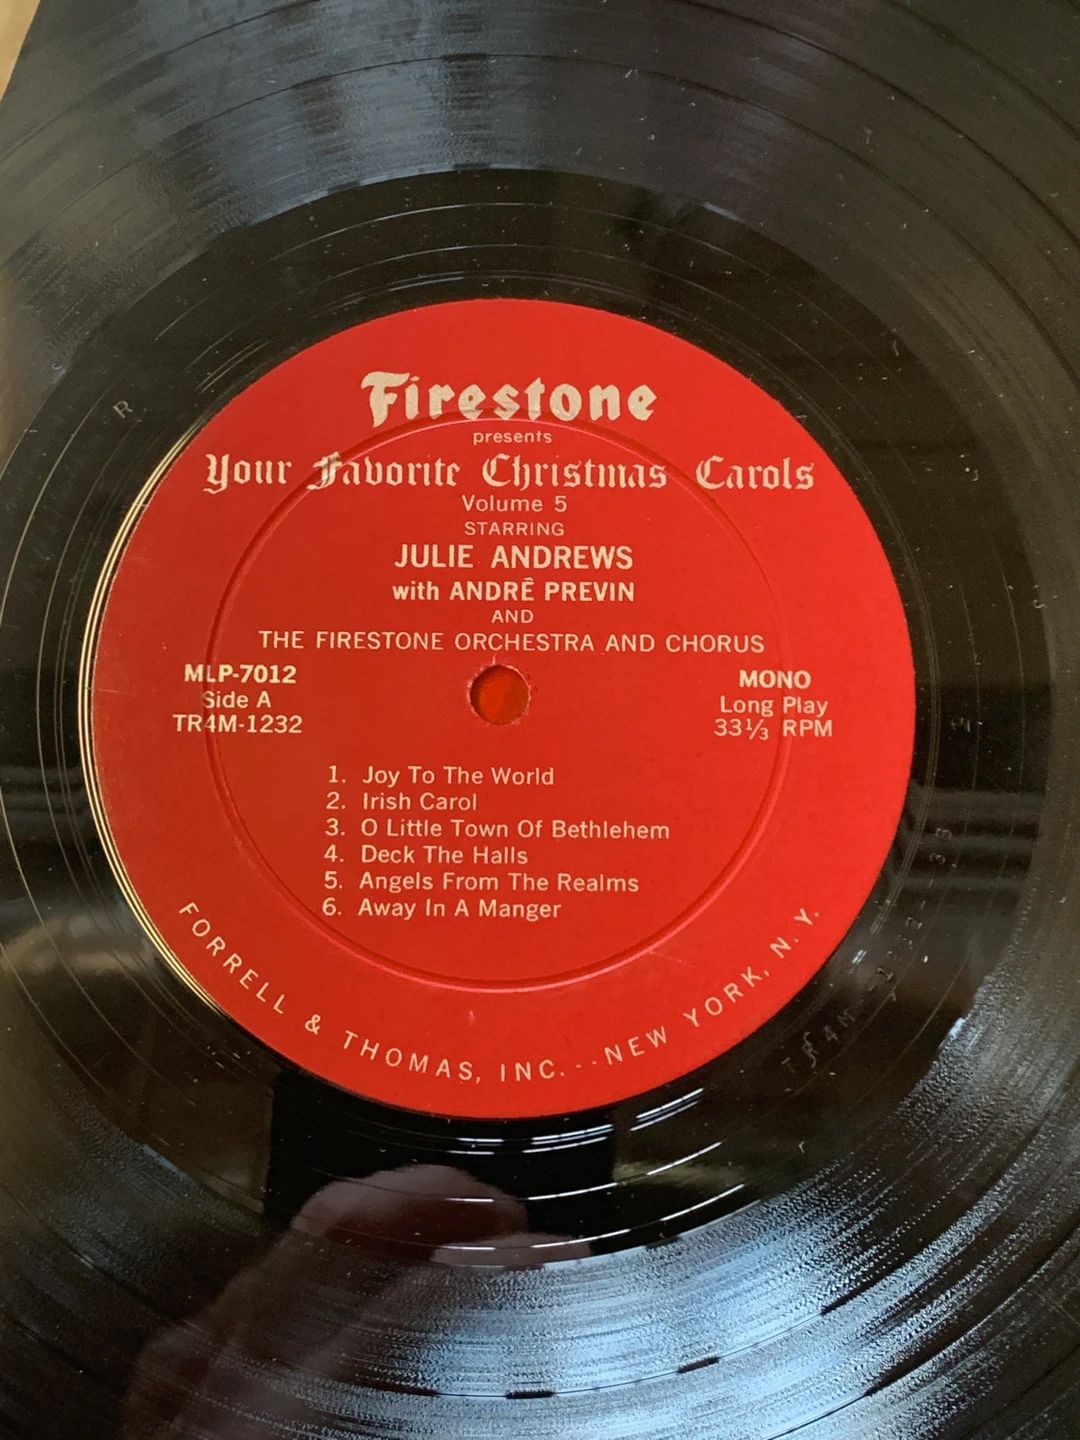 Firestone
presents
Your Favorite Christmas Carols
Volume 5
STARRING
JULIE ANDREWS
with ANDRÊ PREVIN
AND
THE FIRESTONE ORCHESTRA AND CHORUS
MLP-7012
Side A
TR4M-1232
MONO
Long Play
33⅓ RPM
1. Joy To The World
2. Irish Carol
3. O Little Town Of Bethlehem
4. Deck The Halls
5. Angels From The Realms
6. Away In A Manger
FORRELL & THOMAS, INC.--NEW YORK, N.Y.
R